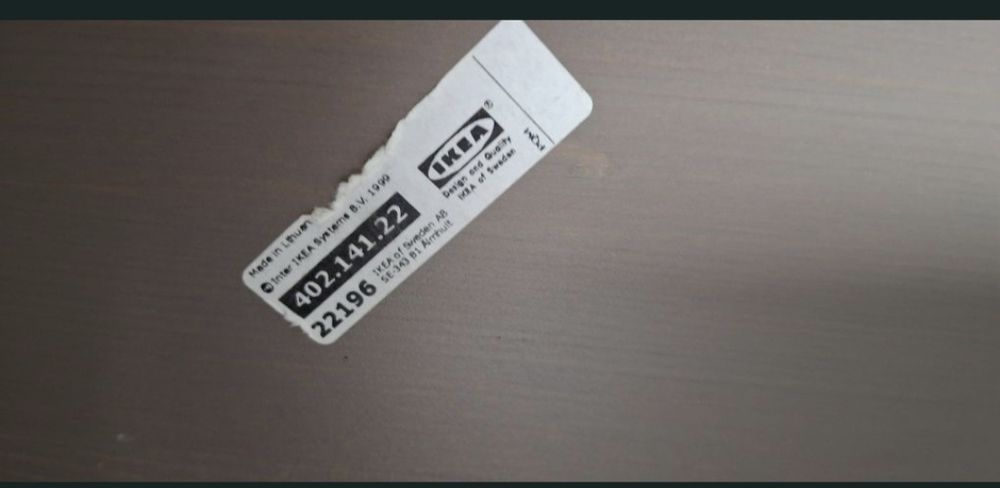 Made in Lithuan
© Inter IKEA Systems B.V. 1999
402.141.22
22196
IKEA of Sweden AB
SE-343 81 Älmhult
IKEA®
Design and Quality
IKEA of Sweden